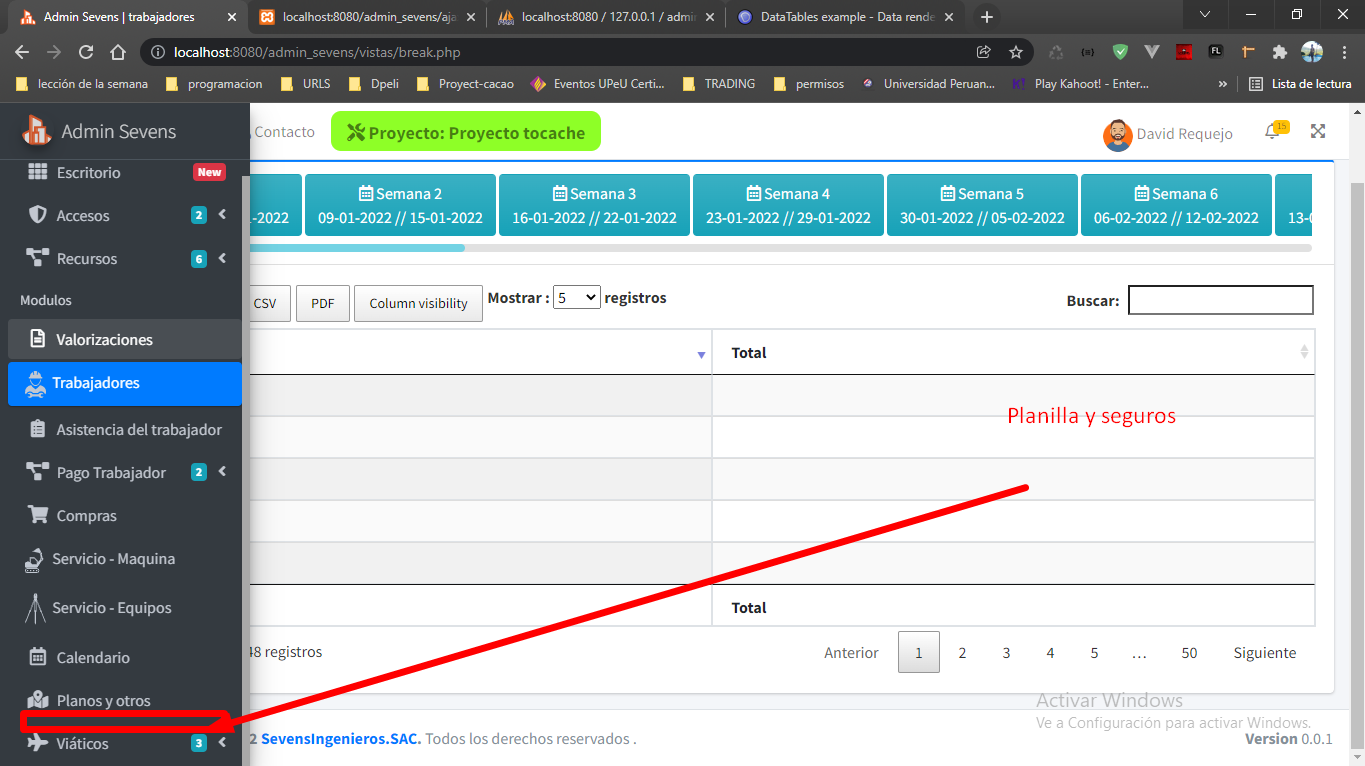 Admin Sevens | trabajadores
localhost:8080/admin_sevens/aja
localhost:8080 / 127.0.0.1 / admin
DataTables example - Data rende
localhost:8080/admin_sevens/vistas/break.php
lección de la semana
programacion
URLS
Dpeli
Proyect-cacao
Eventos UPeU Certi...
TRADING
permisos
Universidad Peruan...
Play Kahoot! - Enter...
»
Lista de lectura
Admin Sevens
Contacto
Proyecto: Proyecto tocache
David Requejo
15
Escritorio New
Accesos 2
Recursos 6
Modulos
Valorizaciones
Trabajadores
Asistencia del trabajador
Pago Trabajador 2
Compras
Servicio - Maquina
Servicio - Equipos
Calendario
Planos y otros
Viáticos 3
1-2022
Semana 2
09-01-2022 // 15-01-2022
Semana 3
16-01-2022 // 22-01-2022
Semana 4
23-01-2022 // 29-01-2022
Semana 5
30-01-2022 // 05-02-2022
Semana 6
06-02-2022 // 12-02-2022
CSV PDF Column visibility Mostrar : 5 registros
Buscar:
Total
Planilla y seguros
Total
48 registros
Anterior 1 2 3 4 5 ... 50 Siguiente
Activar Windows
Ve a Configuración para activar Windows.
2 SevensIngenieros.SAC. Todos los derechos reservados .
Version 0.0.1